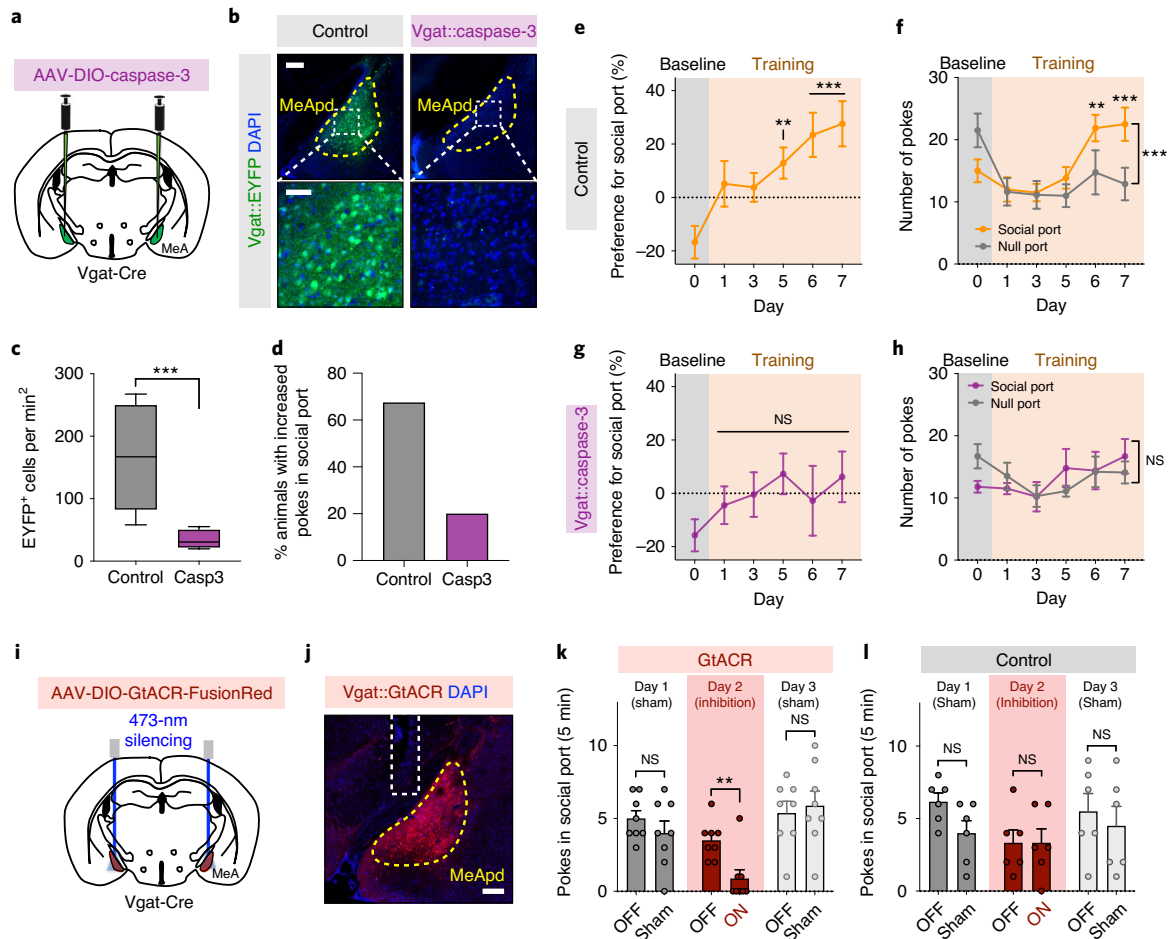 a
AAV-DIO-caspase-3
MeA
Vgat-Cre
b
Control
Vgat::caspase-3
Vgat::EYFP DAPI
MeApd
MeApd
c
EYFP+ cells per min2
300
200
100
0
***
Control
Casp3
d
% animals with increased
pokes in social port
80
60
40
20
0
Control
Casp3
e
Control
Preference for social port (%)
Baseline
Training
40
20
0
–20
**
***
0
1
3
5
6
7
Day
f
Number of pokes
Baseline
Training
30
20
10
0
**
***
***
Social port
Null port
0
1
3
5
6
7
Day
g
Vgat::caspase-3
Preference for social port (%)
Baseline
Training
40
20
0
–20
NS
0
1
3
5
6
7
Day
h
Number of pokes
Baseline
Training
30
20
10
0
Social port
Null port
NS
0
1
3
5
6
7
Day
i
AAV-DIO-GtACR-FusionRed
473-nm
silencing
MeA
Vgat-Cre
j
Vgat::GtACR DAPI
MeApd
k
GtACR
Pokes in social port (5 min)
Day 1
(sham)
Day 2
(inhibition)
Day 3
(sham)
10
5
0
NS
**
NS
OFF
Sham
OFF
ON
OFF
Sham
l
Control
Pokes in social port (5 min)
Day 1
(Sham)
Day 2
(Inhibition)
Day 3
(Sham)
10
5
0
NS
NS
NS
OFF
Sham
OFF
ON
OFF
Sham